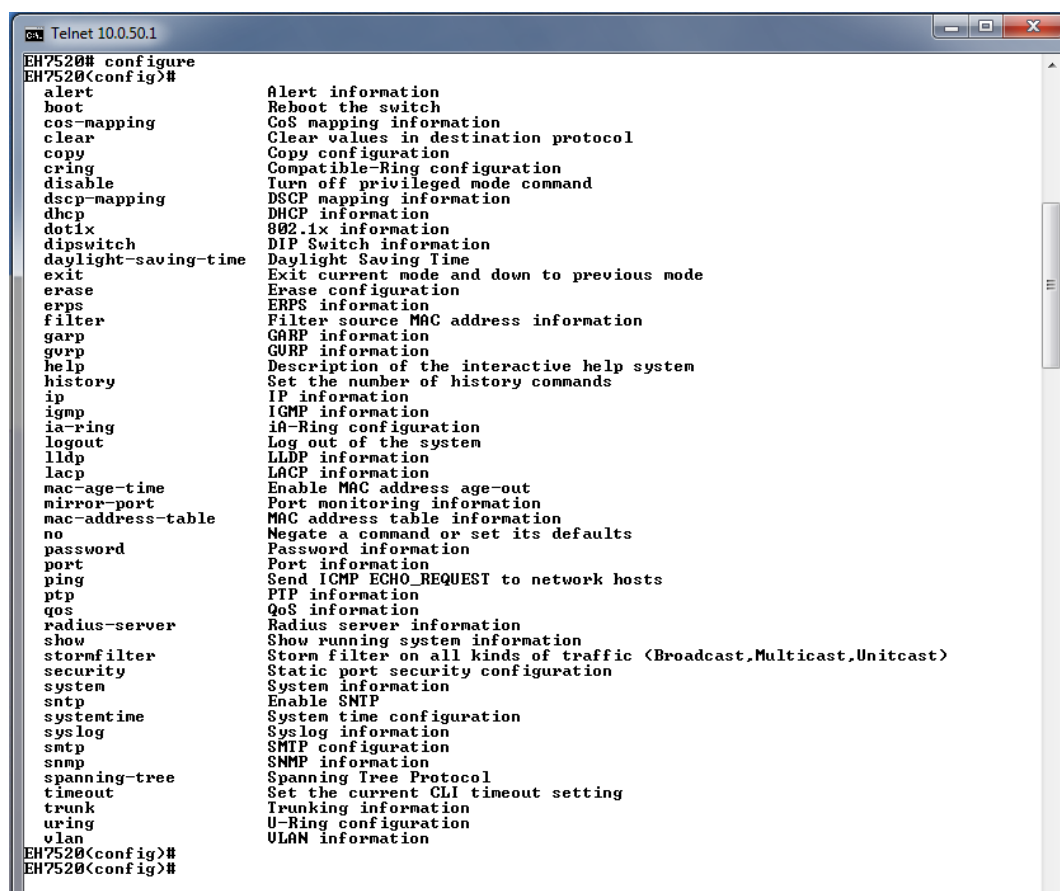 Telnet 10.0.50.1
EH7520# configure
EH7520(config)#
alert Alert information
boot Reboot the switch
cos-mapping CoS mapping information
clear Clear values in destination protocol
copy Copy configuration
cring Compatible-Ring configuration
disable Turn off privileged mode command
dscp-mapping DSCP mapping information
dhcp DHCP information
dot1x 802.1x information
dipswitch DIP Switch information
daylight-saving-time Daylight Saving Time
exit Exit current mode and down to previous mode
erase Erase configuration
erps ERPS information
filter Filter source MAC address information
garp GARP information
gvrp GVRP information
help Description of the interactive help system
history Set the number of history commands
ip IP information
igmp IGMP information
ia-ring iA-Ring configuration
logout Log out of the system
lldp LLDP information
lacp LACP information
mac-age-time Enable MAC address age-out
mirror-port Port monitoring information
mac-address-table MAC address table information
no Negate a command or set its defaults
password Password information
port Port information
ping Send ICMP ECHO_REQUEST to network hosts
ptp PTP information
qos QoS information
radius-server Radius server information
show Show running system information
stormfilter Storm filter on all kinds of traffic (Broadcast,Multicast,Unitcast)
security Static port security configuration
system System information
sntp Enable SNTP
systemtime System time configuration
syslog Syslog information
smtp SMTP configuration
snmp SNMP information
spanning-tree Spanning Tree Protocol
timeout Set the current CLI timeout setting
trunk Trunking information
uring U-Ring configuration
vlan VLAN information
EH7520(config)#
EH7520(config)#